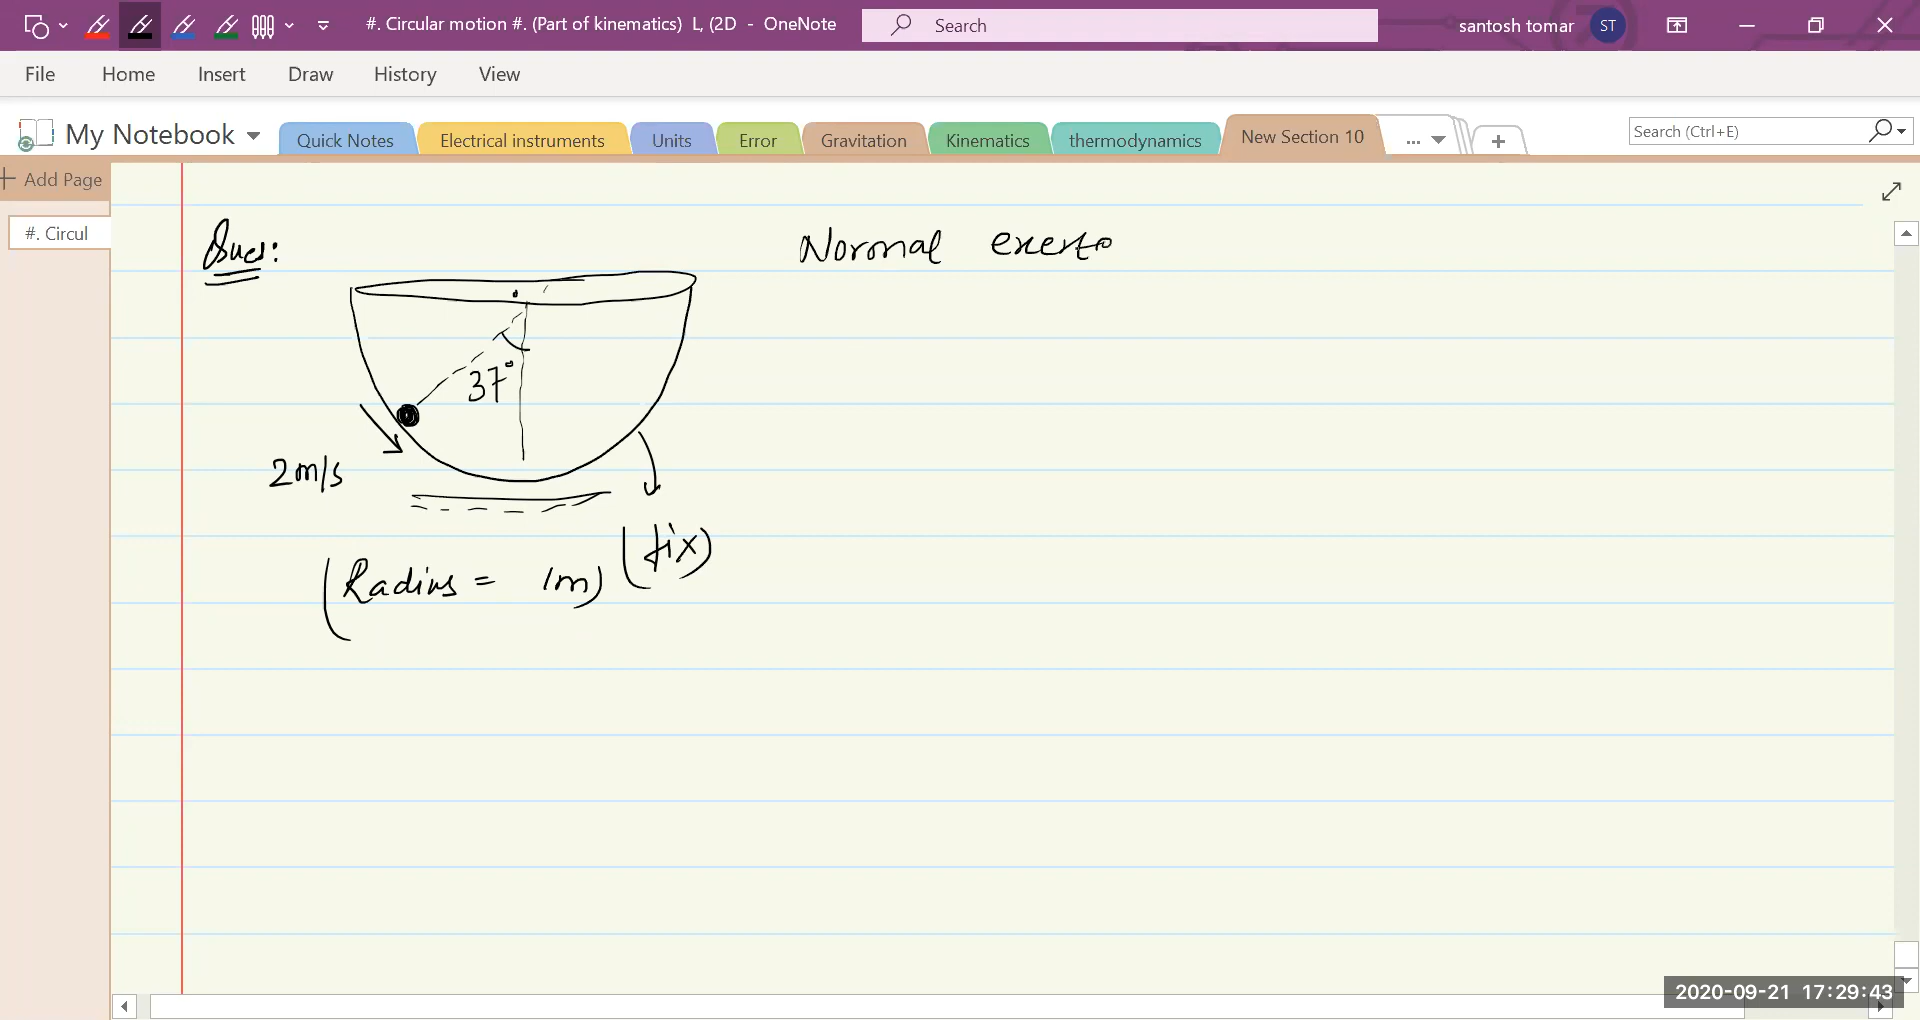 #. Circular motion #. (Part of kinematics) L, (2D - OneNote
Search
santosh tomar
ST
File Home Insert Draw History View
My Notebook
Quick Notes
Electrical instruments
Units
Error
Gravitation
Kinematics
thermodynamics
New Section 10
...
+
Search (Ctrl+E)
+ Add Page
#. Circul
Ques:
Normal exerte
37°
2m/s
(fix)
(Radius = 1m)
2020-09-21 17:29:43